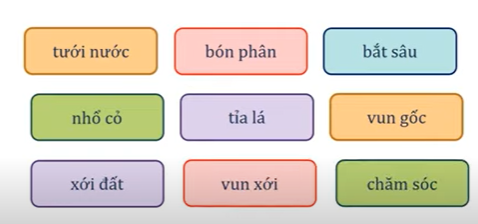 tưới nước
bón phân
bắt sâu
nhổ cỏ
tỉa lá
vun gốc
xới đất
vun xới
chăm sóc